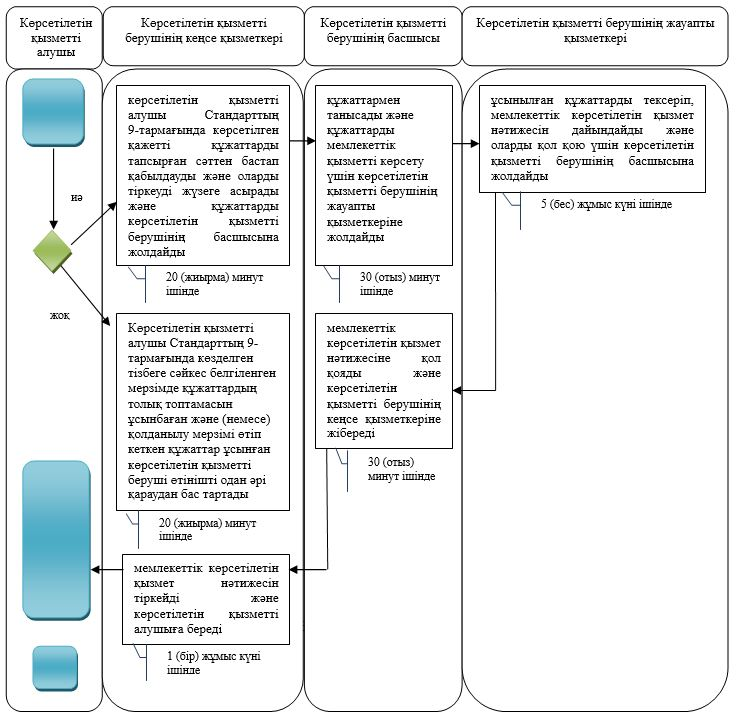 Көрсетілетін
қызметті
алушы
Көрсетілетін қызметті
берушінің кеңсе қызметкері
Көрсетілетін қызметті
берушінің басшысы
Көрсетілетін қызметті берушінің жауапты
қызметкері
иә
жоқ
көрсетілетін қызметті
алушы Стандарттың
9-тармағында көрсетілген
қажетті құжаттарды
тапсырған сәттен бастап
қабылдауды және оларды
тіркеуді жүзеге асырады
және құжаттарды
көрсетілетін қызметті
берушінің басшысына
жолдайды
20 (жиырма) минут
ішінде
құжаттармен
танысады және
құжаттарды
мемлекеттік
қызметті көрсету
үшін көрсетілетін
қызметті берушінің
жауапты
қызметкеріне
жолдайды
30 (отыз) минут
ішінде
ұсынылған құжаттарды тексеріп,
мемлекеттік көрсетілетін қызмет
нәтижесін дайындайды және
оларды қол қою үшін көрсетілетін
қызметті берушінің басшысына
жолдайды
5 (бес) жұмыс күні ішінде
Көрсетілетін қызметті
алушы Стандарттың 9-
тармағында көзделген
тізбеге сәйкес белгіленген
мерзімде құжаттардың
толық топтамасын
ұсынбаған және (немесе)
қолданылу мерзімі өтіп
кеткен құжаттар ұсынған
көрсетілетін қызметті
беруші өтінішті одан әрі
қараудан бас тартады
20 (жиырма) минут
ішінде
мемлекеттік
көрсетілетін қызмет
нәтижесіне қол
қояды және
көрсетілетін
қызметті берушінің
кеңсе қызметкеріне
жібереді
30 (отыз)
минут ішінде
мемлекеттік көрсетілетін
қызмет нәтижесін
тіркейді және
көрсетілетін қызметті
алушыға береді
1 (бір) жұмыс күні
ішінде